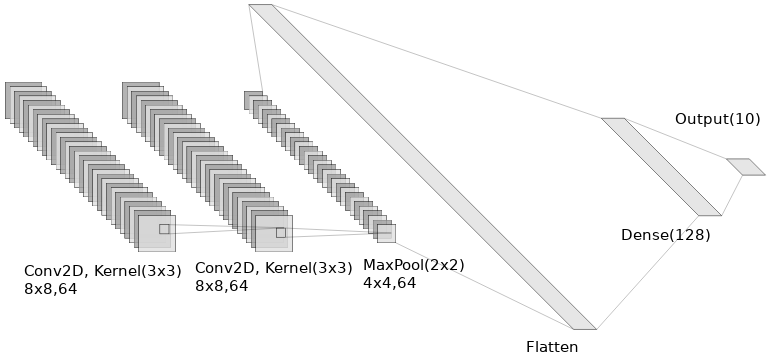 Conv2D, Kernel(3x3)
8x8,64
Conv2D, Kernel(3x3)
8x8,64
MaxPool(2x2)
4x4,64
Flatten
Dense(128)
Output(10)